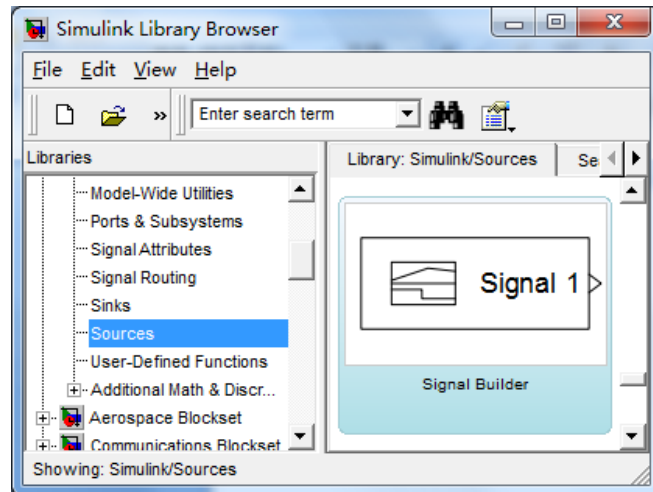 Simulink Library Browser
File Edit View Help
» Enter search term
Libraries
Model-Wide Utilities
Ports & Subsystems
Signal Attributes
Signal Routing
Sinks
Sources
User-Defined Functions
Additional Math & Discr...
Aerospace Blockset
Communications Blockset
Library: Simulink/Sources Se
Signal 1
Signal Builder
Showing: Simulink/Sources